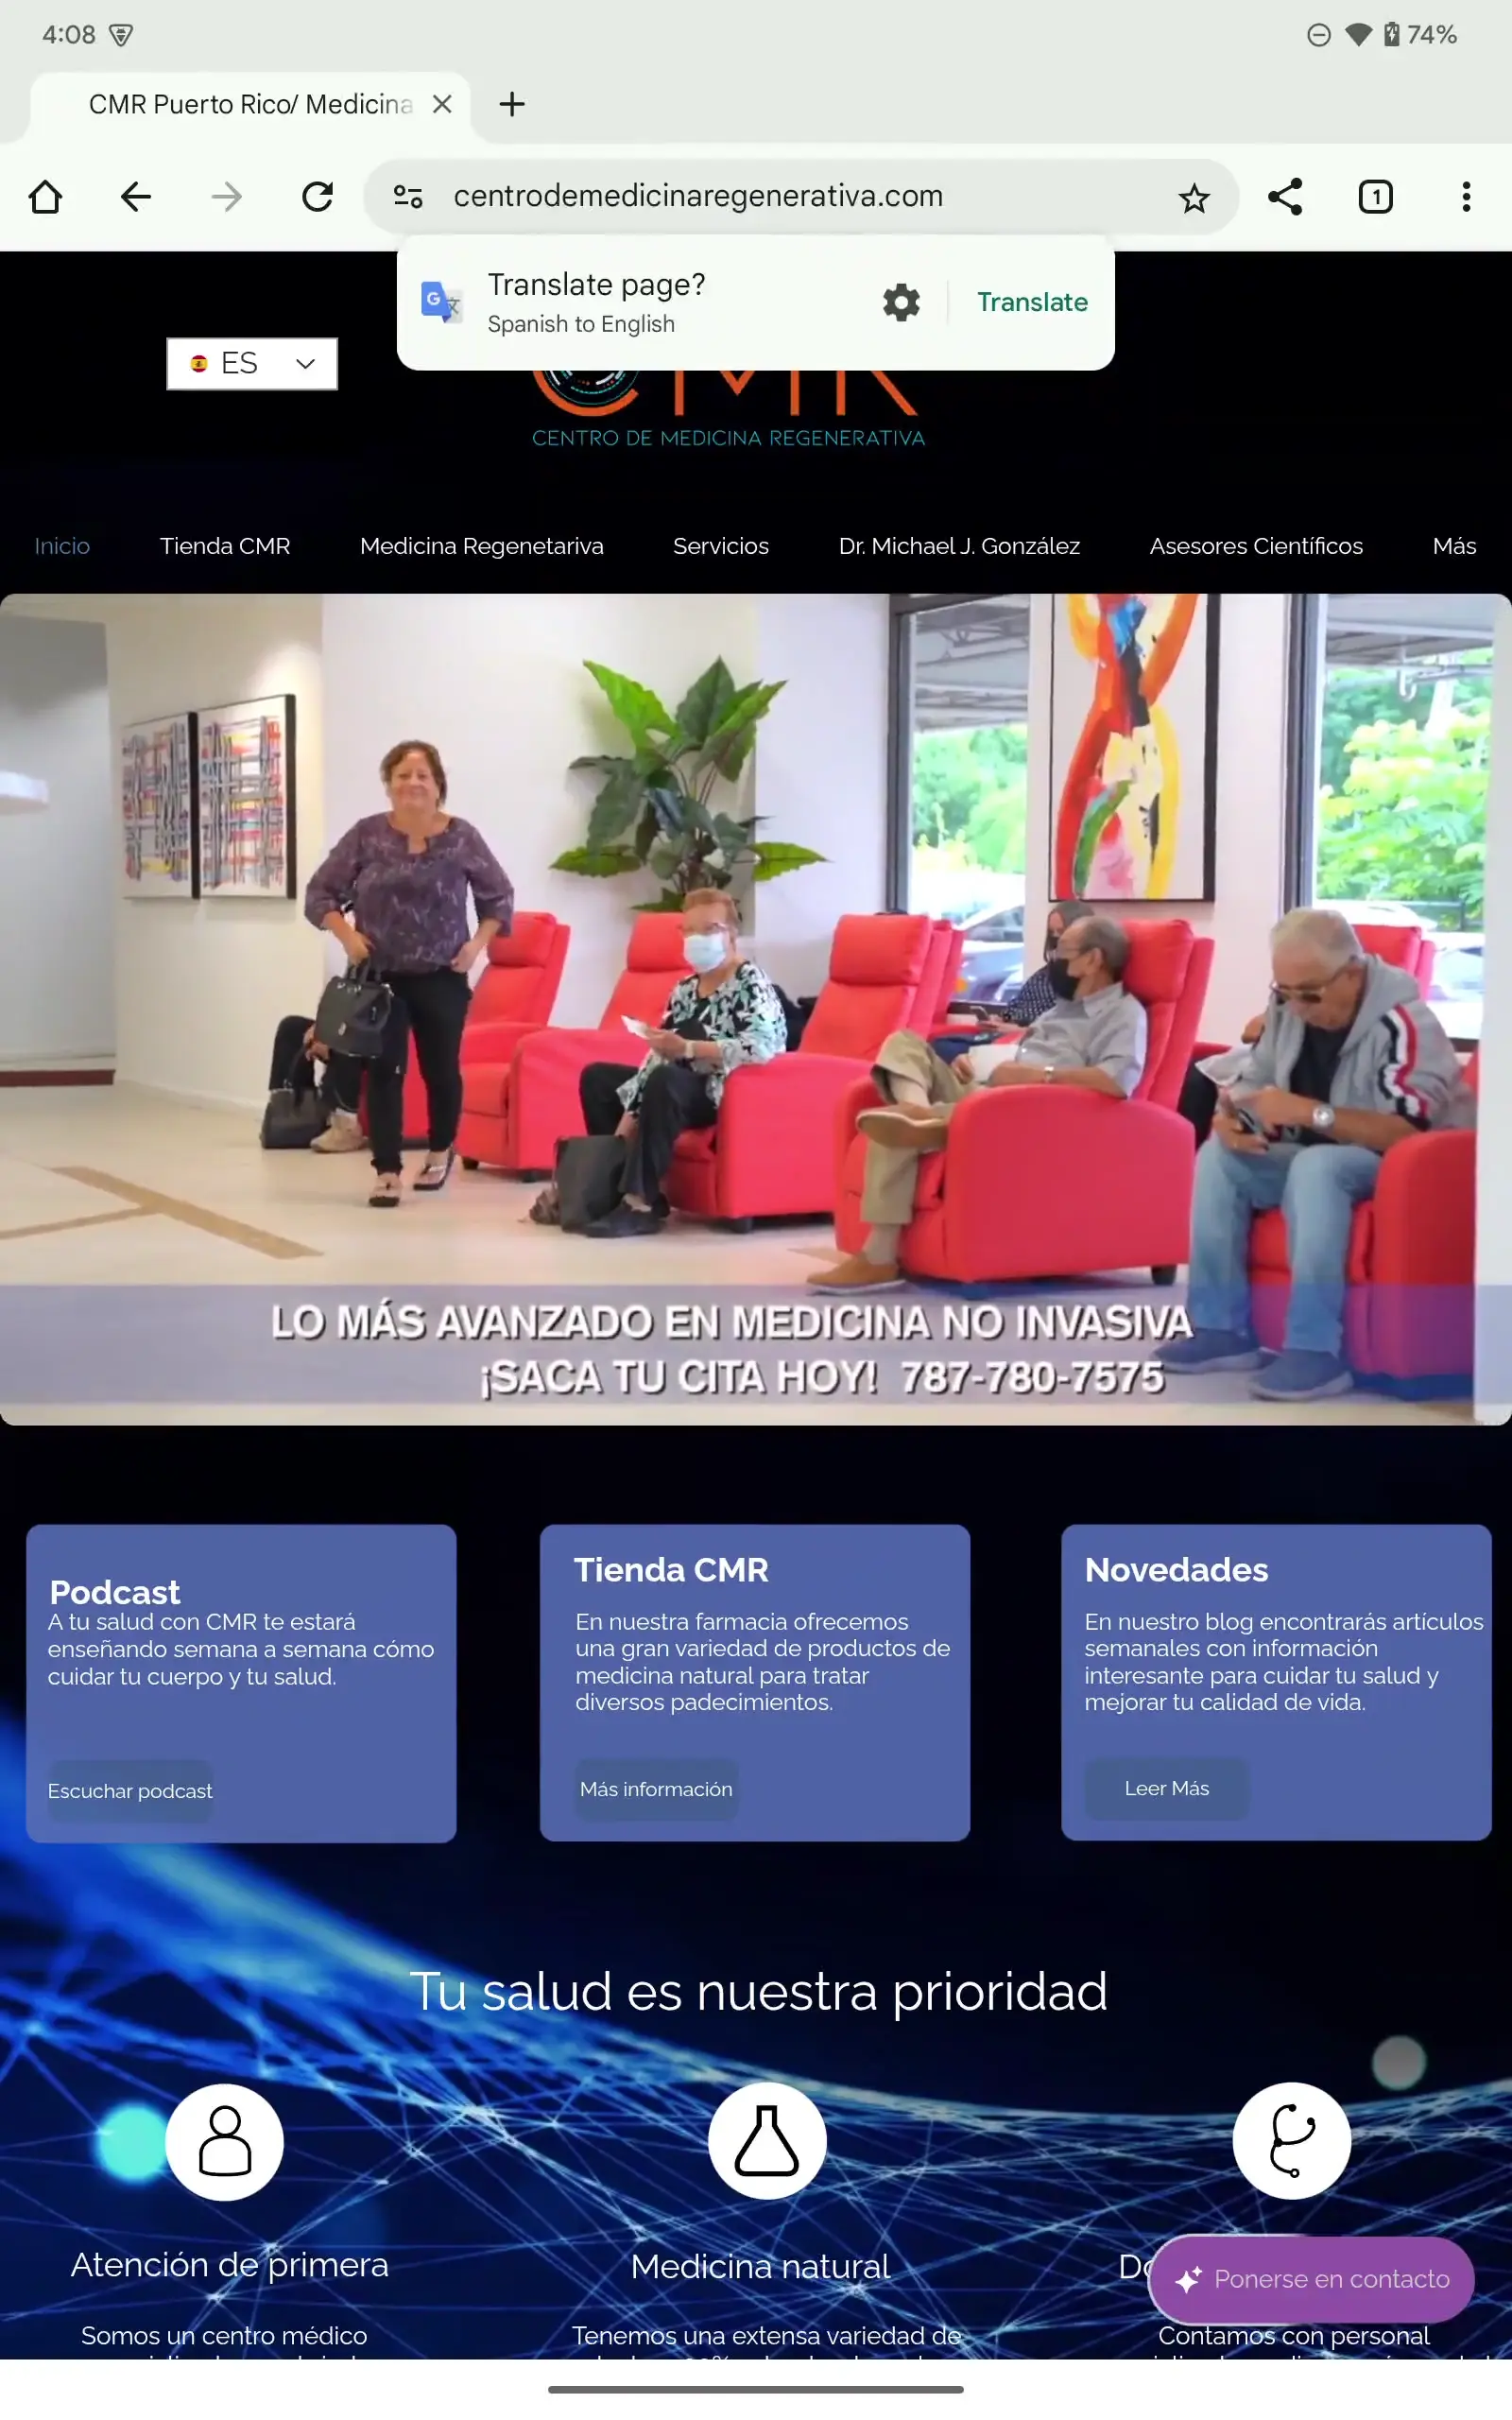 4:08
74%
CMR Puerto Rico/ Medicina
centrodemedicinaregenerativa.com
1
Translate page?
Spanish to English
Translate
ES
CMR
CENTRO DE MEDICINA REGENERATIVA
Inicio
Tienda CMR
Medicina Regenetariva
Servicios
Dr. Michael J. González
Asesores Científicos
Más
LO MÁS AVANZADO EN MEDICINA NO INVASIVA
¡SACA TU CITA HOY! 787-780-7575
Podcast
A tu salud con CMR te estará
enseñando semana a semana cómo
cuidar tu cuerpo y tu salud.
Escuchar podcast
Tienda CMR
En nuestra farmacia ofrecemos
una gran variedad de productos de
medicina natural para tratar
diversos padecimientos.
Más información
Novedades
En nuestro blog encontrarás artículos
semanales con información
interesante para cuidar tu salud y
mejorar tu calidad de vida.
Leer Más
Tu salud es nuestra prioridad
Atención de primera
Somos un centro médico
Medicina natural
Tenemos una extensa variedad de
Ponerse en contacto
Contamos con personal